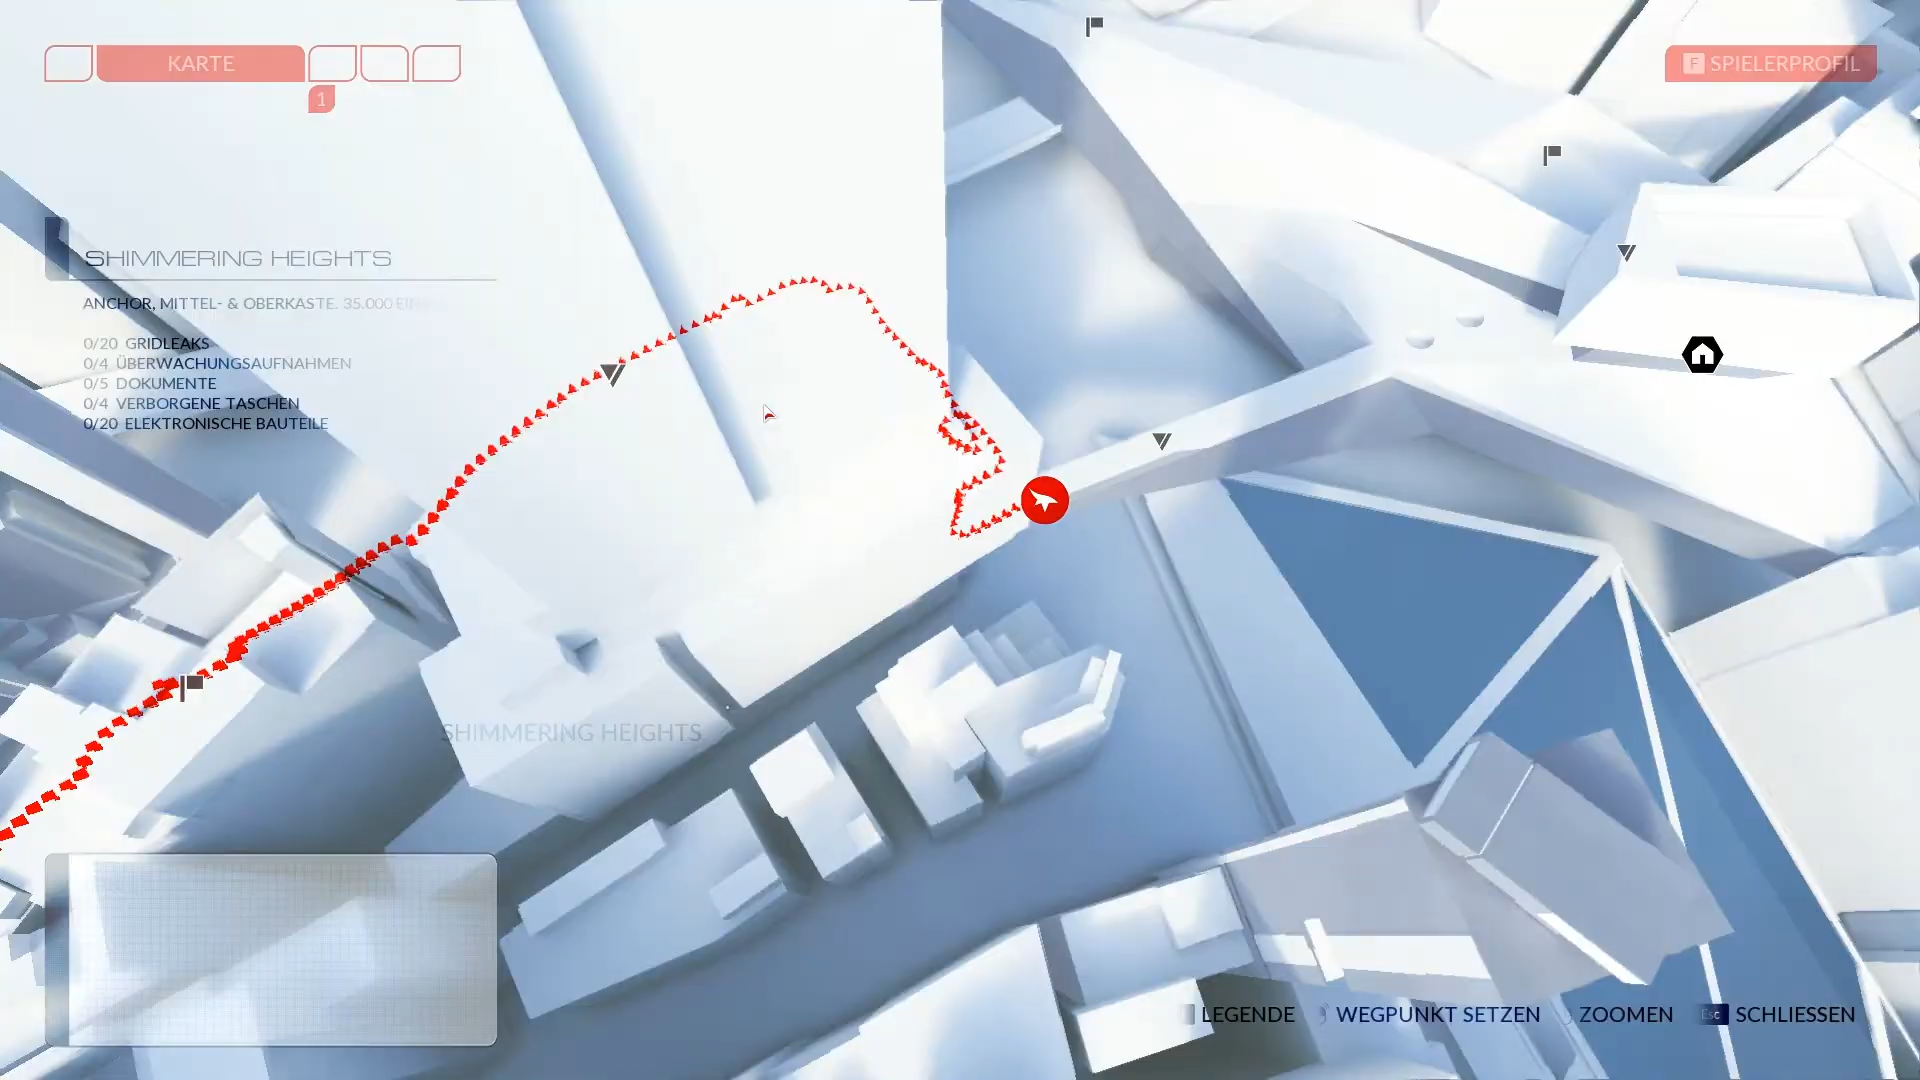 KARTE
F SPIELERPROFIL
1
SHIMMERING HEIGHTS
ANCHOR, MITTEL- & OBERKASTE. 35.000
0/20 GRIDLEAKS
0/4 ÜBERWACHUNGSAUFNAHMEN
0/5 DOKUMENTE
0/4 VERBORGENE TASCHEN
0/20 ELEKTRONISCHE BAUTEILE
SHIMMERING HEIGHTS
LEGENDE WEGPUNKT SETZEN ZOOMEN Esc SCHLIESSEN